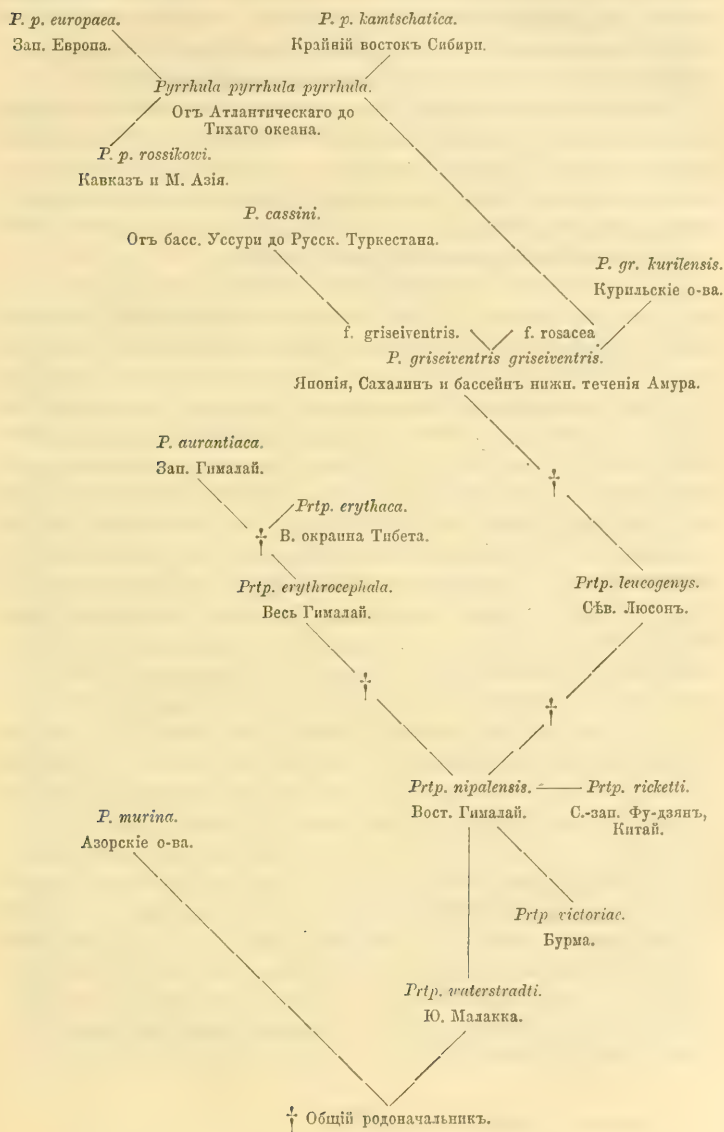 P. p. europaea.
Зап. Европа.
P. p. kamtschatica.
Крайній востокъ Сибири.
Pyrrhula pyrrhula pyrrhula.
Отъ Атлантическаго до
Тихаго океана.
P. p. rossikowi.
Кавказъ и М. Азія.
P. cassini.
Отъ басс. Уссури до Русск. Туркестана.
P. gr. kurilensis.
Курильскіе о-ва.
f. griseiventris. f. rosacea
P. griseiventris griseiventris.
Японія, Сахалинъ и бассейнъ нижн. теченія Амура.
P. aurantiaca.
Зап. Гималай.
†
Prtp. erythaca.
† В. окраина Тибета.
Prtp. erythrocephala.
Весь Гималай.
Prtp. leucogenys.
Сѣв. Люсонъ.
†
†
Prtp. nipalensis. — Prtp. ricketti.
Вост. Гималай.
С.-зап. Фу-дзянъ,
Китай.
P. murina.
Азорскіе о-ва.
Prtp victoriae.
Бурма.
Prtp. waterstradti.
Ю. Малакка.
† Общій родоначальникъ.